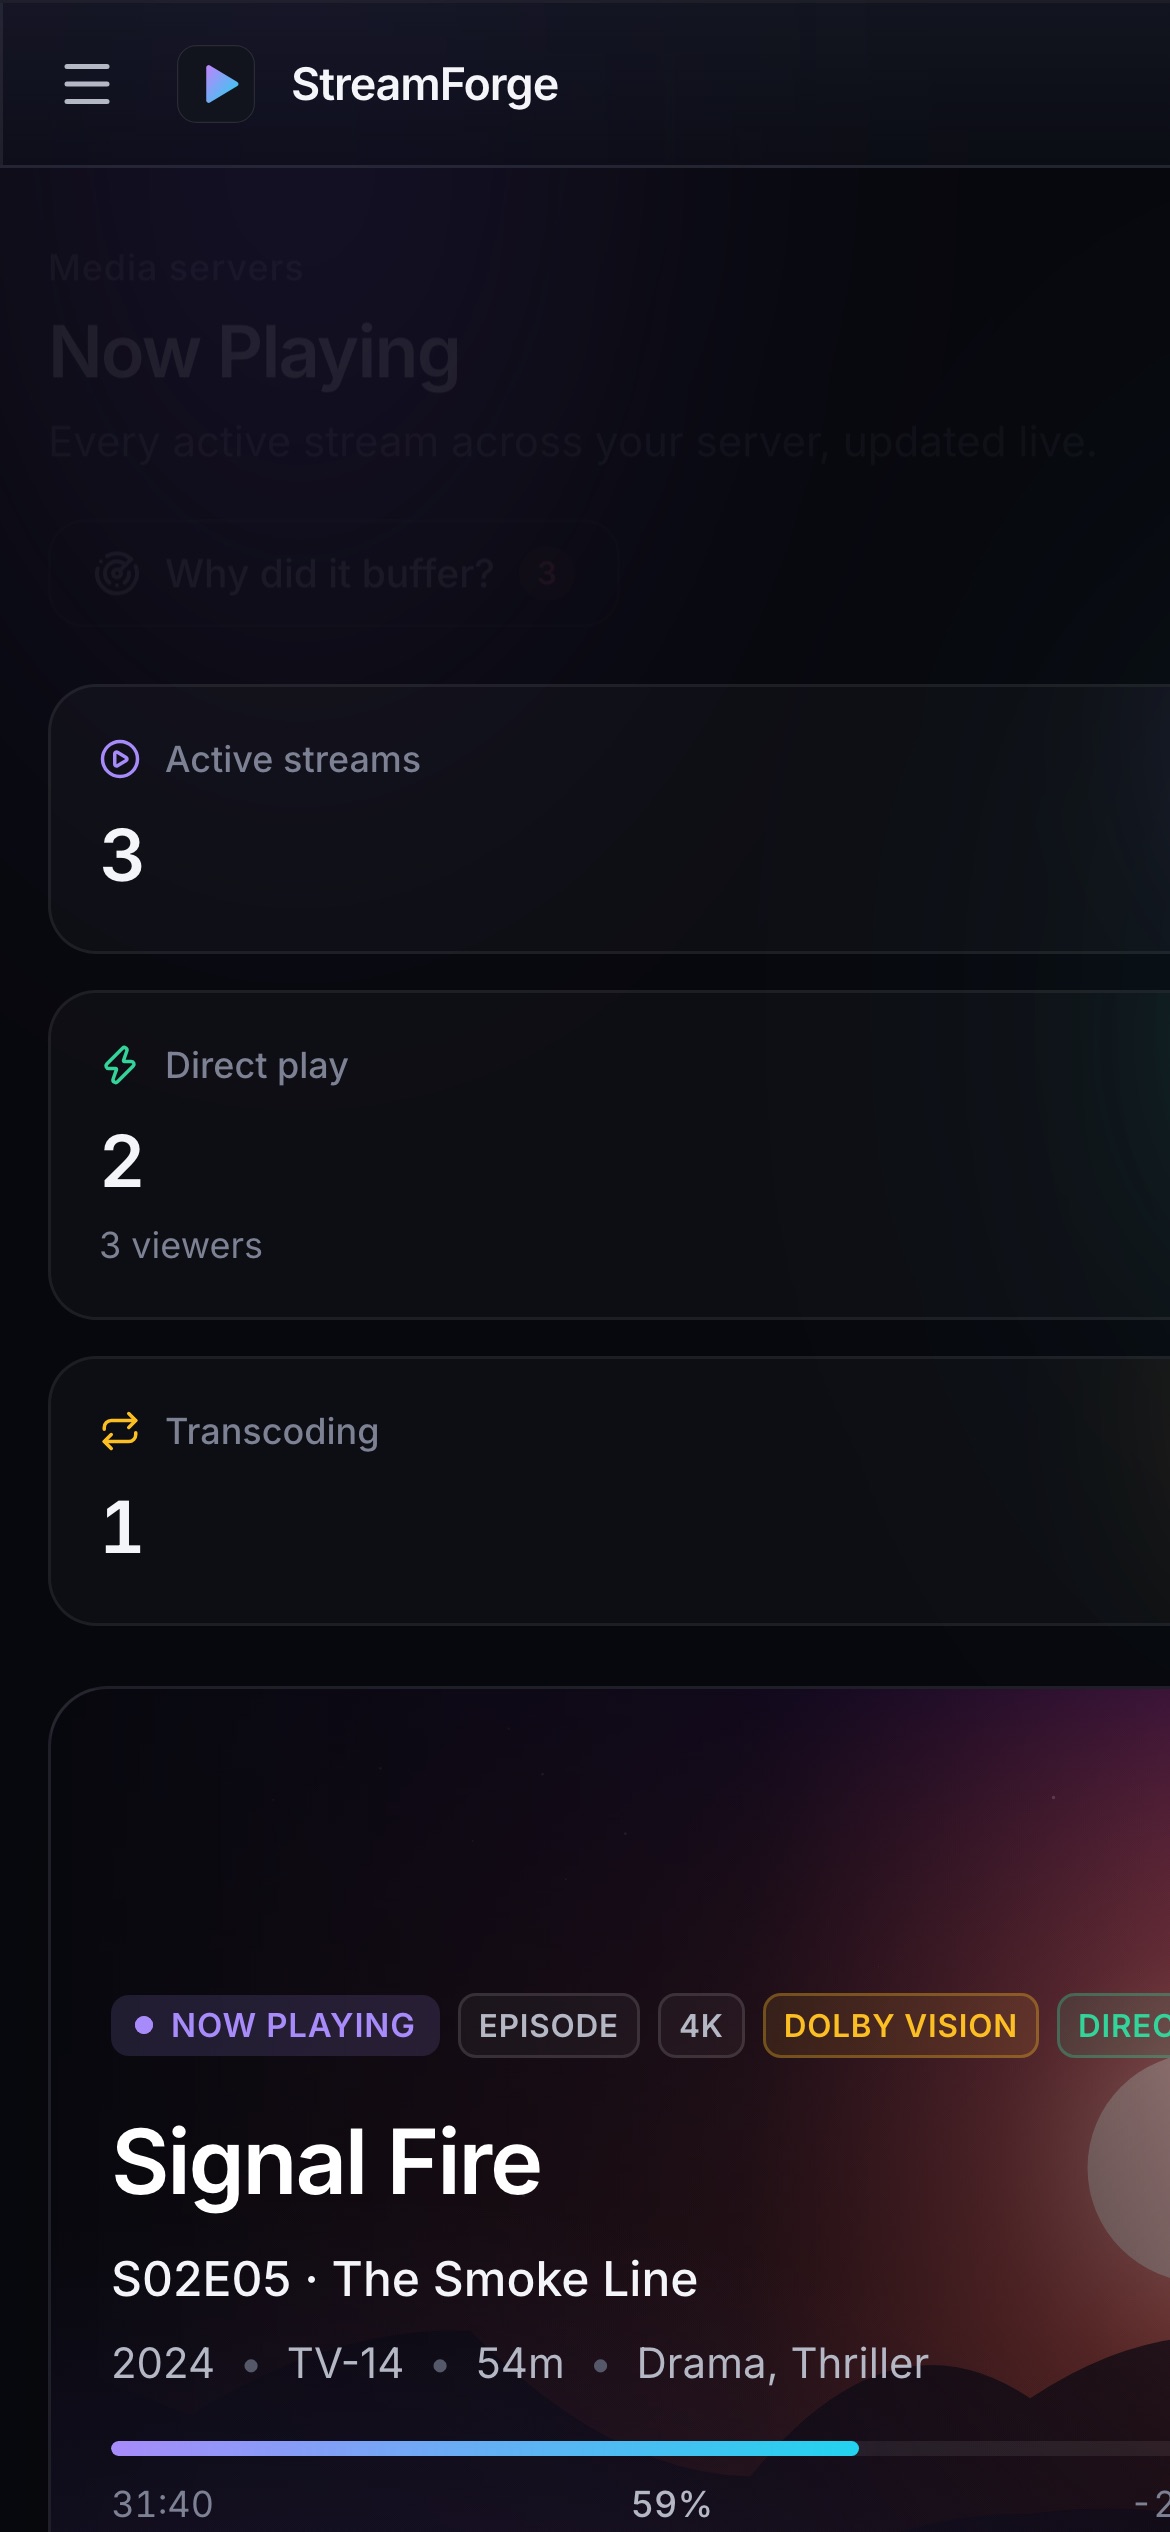 StreamForge
Media servers
Now Playing
Every active stream across your server, updated live.
Why did it buffer? 3
Active streams
3
Direct play
2
3 viewers
Transcoding
1
NOW PLAYING EPISODE 4K DOLBY VISION
Signal Fire
S02E05 · The Smoke Line
2024 • TV-14 • 54m • Drama, Thriller
31:40 59%